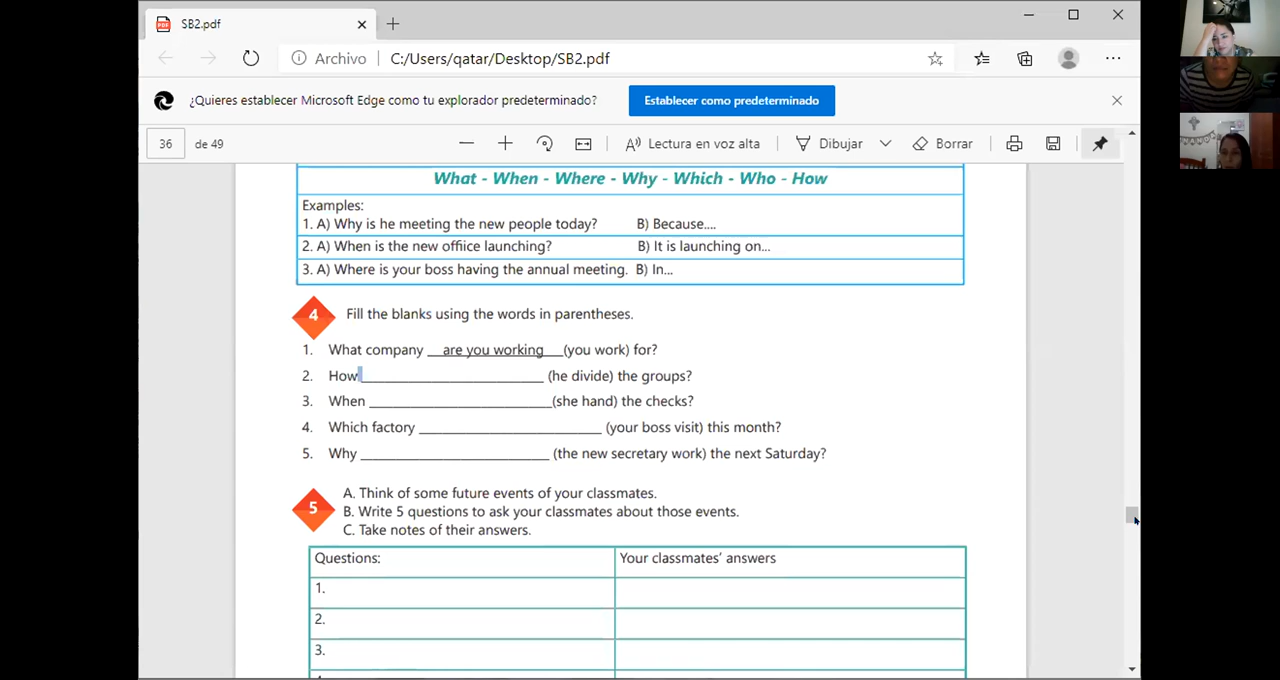 SB2.pdf
Archivo C:/Users/qatar/Desktop/SB2.pdf
¿Quieres establecer Microsoft Edge como tu explorador predeterminado? Establecer como predeterminado
36 de 49 Lectura en voz alta Dibujar Borrar
What - When - Where - Why - Which - Who - How
Examples:
1. A) Why is he meeting the new people today? B) Because....
2. A) When is the new office launching? B) It is launching on...
3. A) Where is your boss having the annual meeting. B) In...
4 Fill the blanks using the words in parentheses.
1. What company __are you working___(you work) for?
2. How_______________________ (he divide) the groups?
3. When _______________________(she hand) the checks?
4. Which factory _______________________ (your boss visit) this month?
5. Why ________________________ (the new secretary work) the next Saturday?
5 A. Think of some future events of your classmates.
B. Write 5 questions to ask your classmates about those events.
C. Take notes of their answers.
Questions: Your classmates' answers
1.
2.
3.